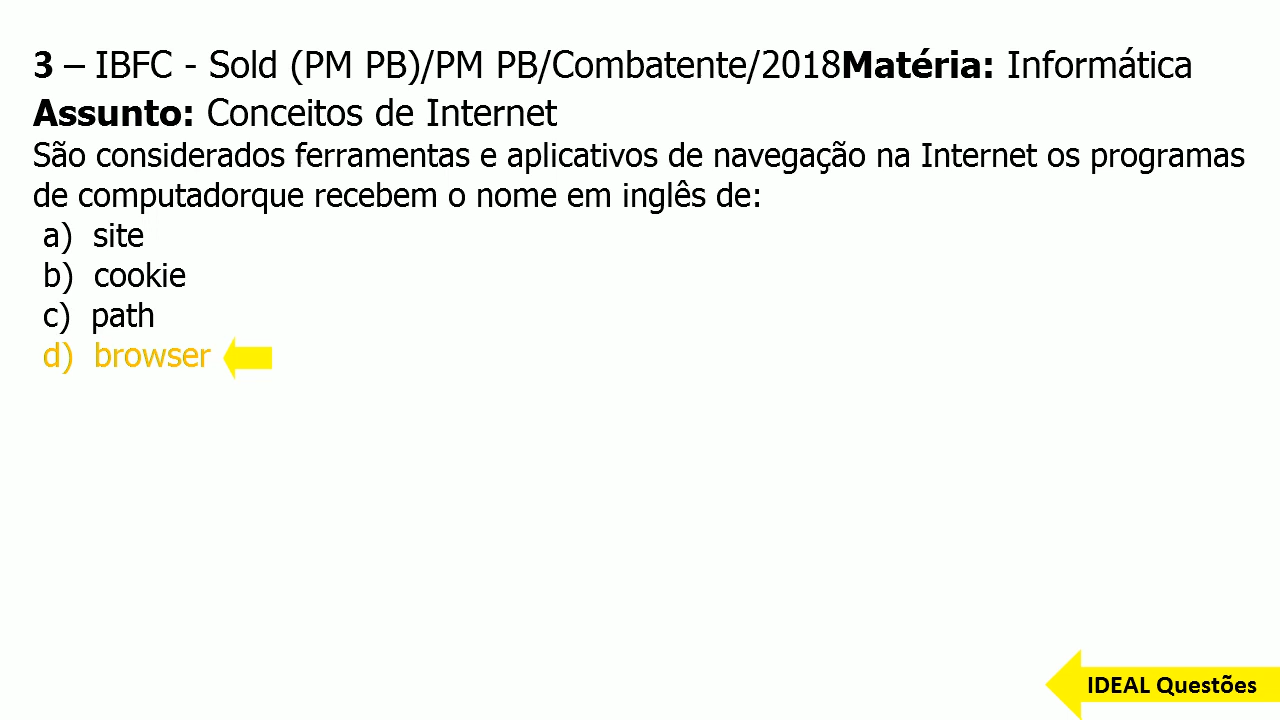 3 – IBFC - Sold (PM PB)/PM PB/Combatente/2018Matéria: Informática
Assunto: Conceitos de Internet
São considerados ferramentas e aplicativos de navegação na Internet os programas
de computadorque recebem o nome em inglês de:
a) site
b) cookie
c) path
d) browser
IDEAL Questões